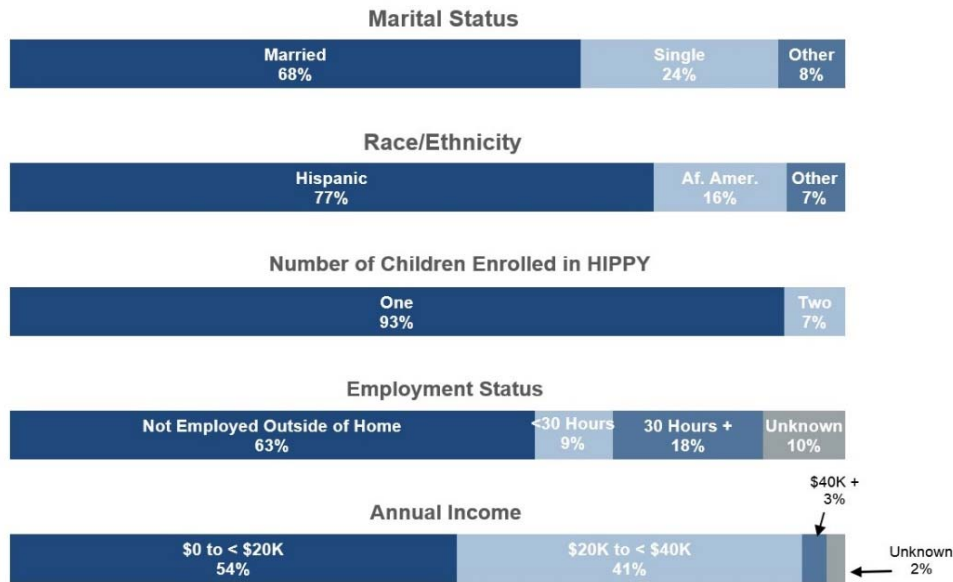 Marital Status
Married Single Other
68% 24% 8%
Race/Ethnicity
Hispanic Af. Amer. Other
77% 16% 7%
Number of Children Enrolled in HIPPY
One Two
93% 7%
Employment Status
Not Employed Outside of Home <30 Hours 30 Hours + Unknown
63% 9% 18% 10%
$40K +
3%
Annual Income
$0 to < $20K $20K to < $40K Unknown
54% 41% 2%